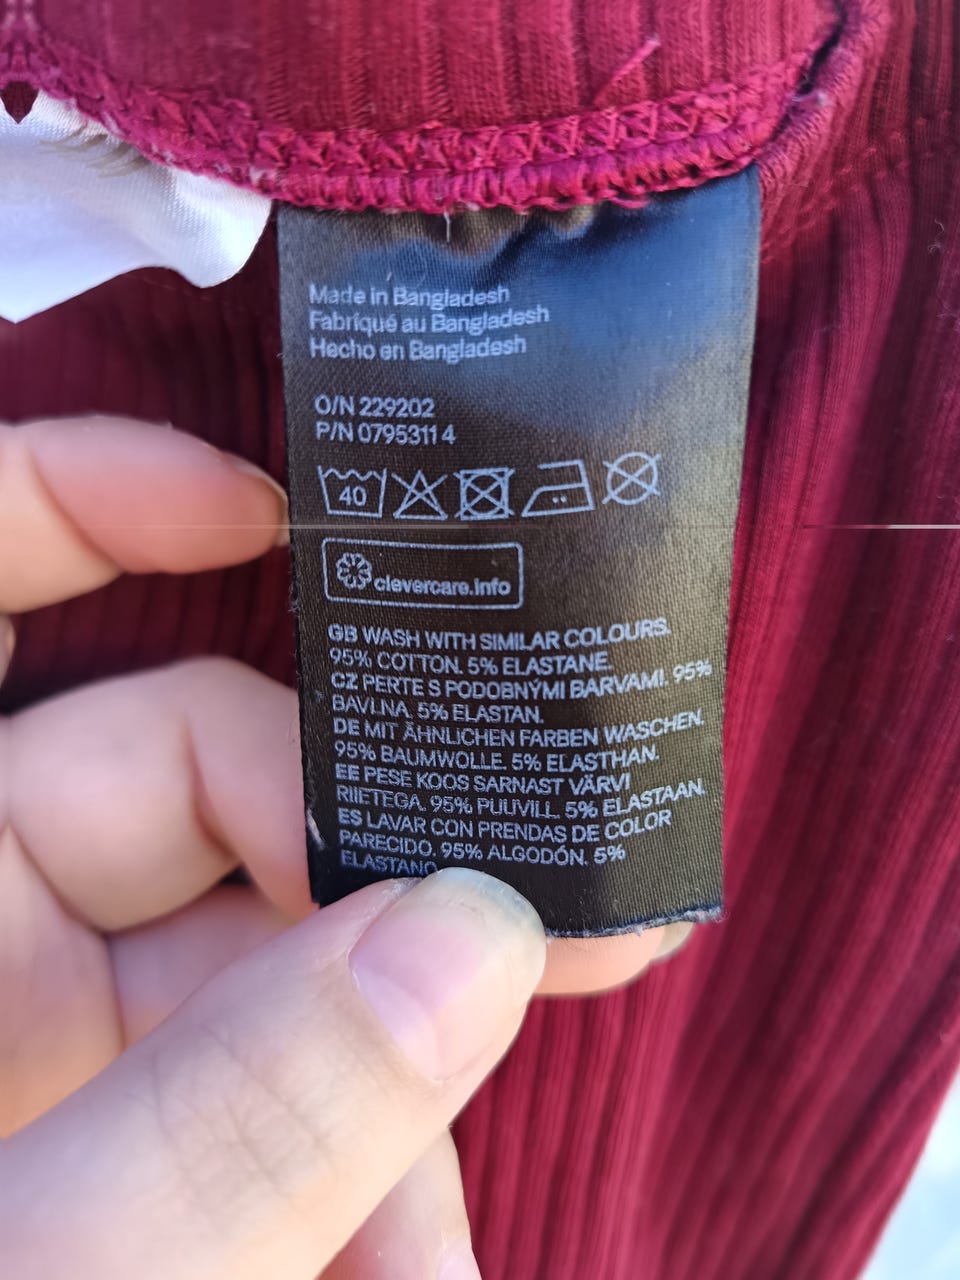 Made in Bangladesh
Fabriqué au Bangladesh
Hecho en Bangladesh
O/N 229202
P/N 0795311 4
40
clevercare.info
GB WASH WITH SIMILAR COLOURS.
95% COTTON. 5% ELASTANE.
CZ PERTE S PODOBNÝMI BARVAMI. 95%
BAVLNA. 5% ELASTAN.
DE MIT ÄHNLICHEN FARBEN WASCHEN.
95% BAUMWOLLE. 5% ELASTHAN.
EE PESE KOOS SARNAST VÄRVI
RIIETEGA. 95% PUUVILL. 5% ELASTAAN.
ES LAVAR CON PRENDAS DE COLOR
PARECIDO. 95% ALGODÓN. 5%
ELASTANO